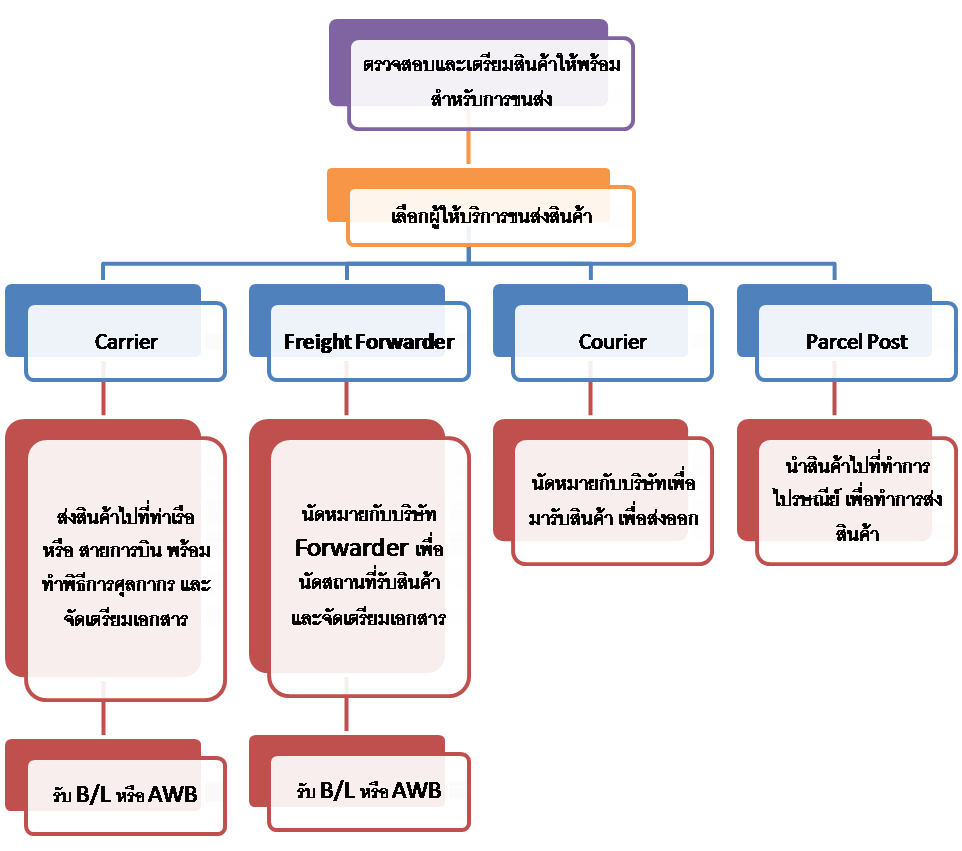 ตรวจสอบและเตรียมสินค้าให้พร้อม
สำหรับการขนส่ง
เลือกผู้ให้บริการขนส่งสินค้า
Carrier
Freight Forwarder
Courier
Parcel Post
ส่งสินค้าไปที่ท่าเรือ
หรือ สายการบิน พร้อม
ทำพิธีการศุลกากร และ
จัดเตรียมเอกสาร
นัดหมายกับบริษัท
Forwarder เพื่อ
นัดสถานที่รับสินค้า
และจัดเตรียมเอกสาร
นัดหมายกับบริษัทเพื่อ
มารับสินค้า เพื่อส่งออก
นำสินค้าไปที่ทำการ
ไปรษณีย์ เพื่อทำการส่ง
สินค้า
รับ B/L หรือ AWB
รับ B/L หรือ AWB